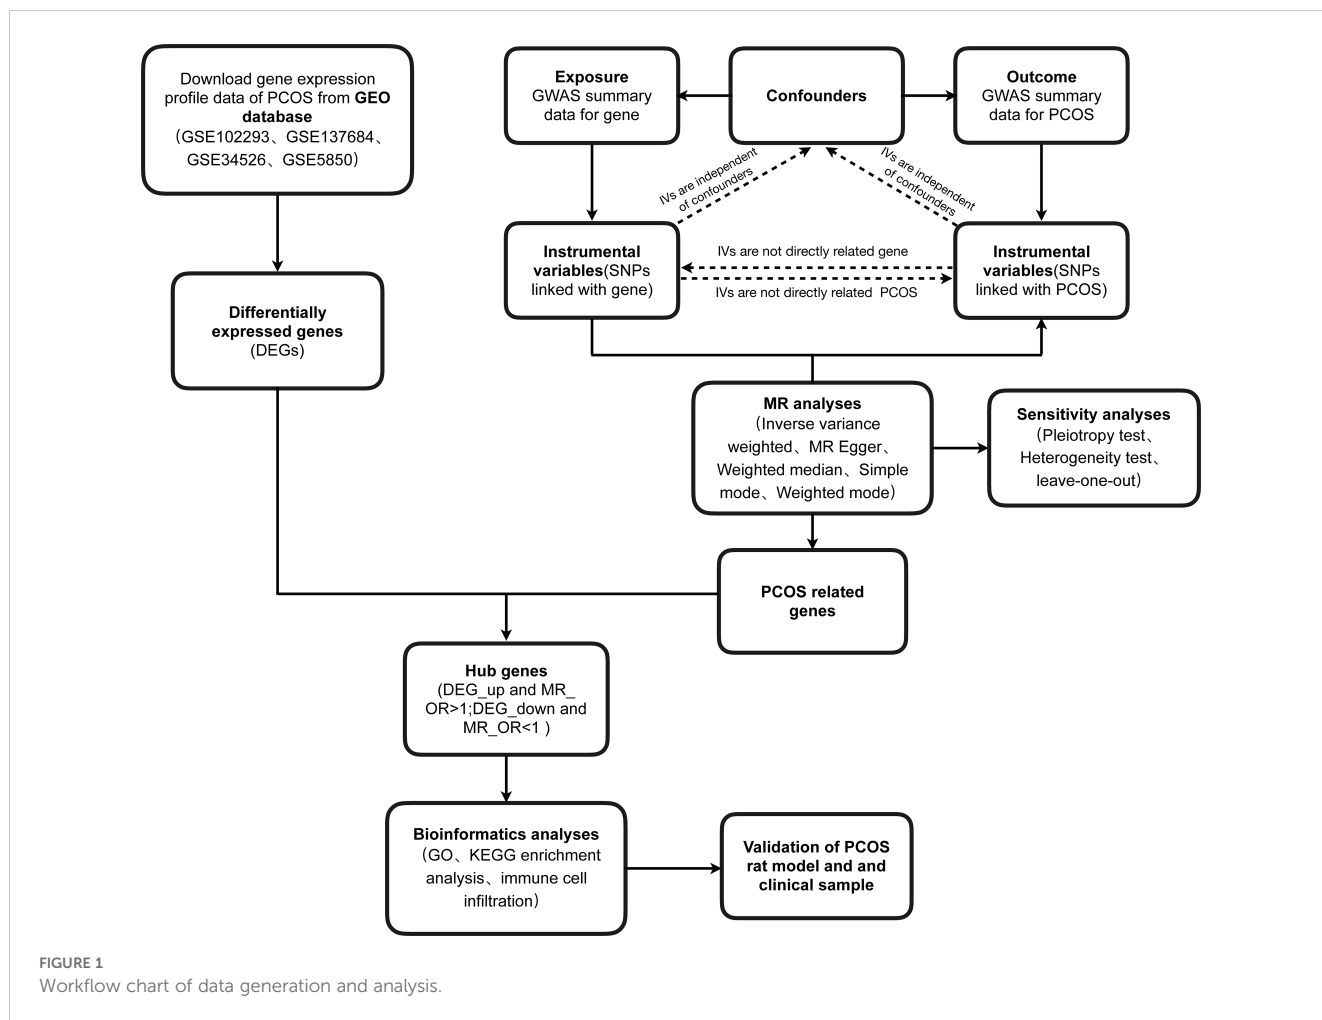 Download gene expression
profile data of PCOS from GEO
database
（GSE102293、GSE137684、
GSE34526、GSE5850）
Differentially
expressed genes
(DEGs)
Exposure
GWAS summary
data for gene
Confounders
Outcome
GWAS summary
data for PCOS
IVs are independent
of confounders
IVs are independent
of confounders
Instrumental
variables(SNPs
linked with gene)
IVs are not directly related gene
IVs are not directly related PCOS
Instrumental
variables(SNPs
linked with PCOS)
MR analyses
（Inverse variance
weighted、MR Egger、
Weighted median、Simple
mode、Weighted mode）
Sensitivity analyses
（Pleiotropy test、
Heterogeneity test、
leave-one-out）
PCOS related
genes
Hub genes
(DEG_up and MR_
OR>1;DEG_down and
MR_OR<1 )
Bioinformatics analyses
（GO、KEGG enrichment
analysis、immune cell
infiltration）
Validation of PCOS
rat model and and
clinical sample
FIGURE 1
Workflow chart of data generation and analysis.